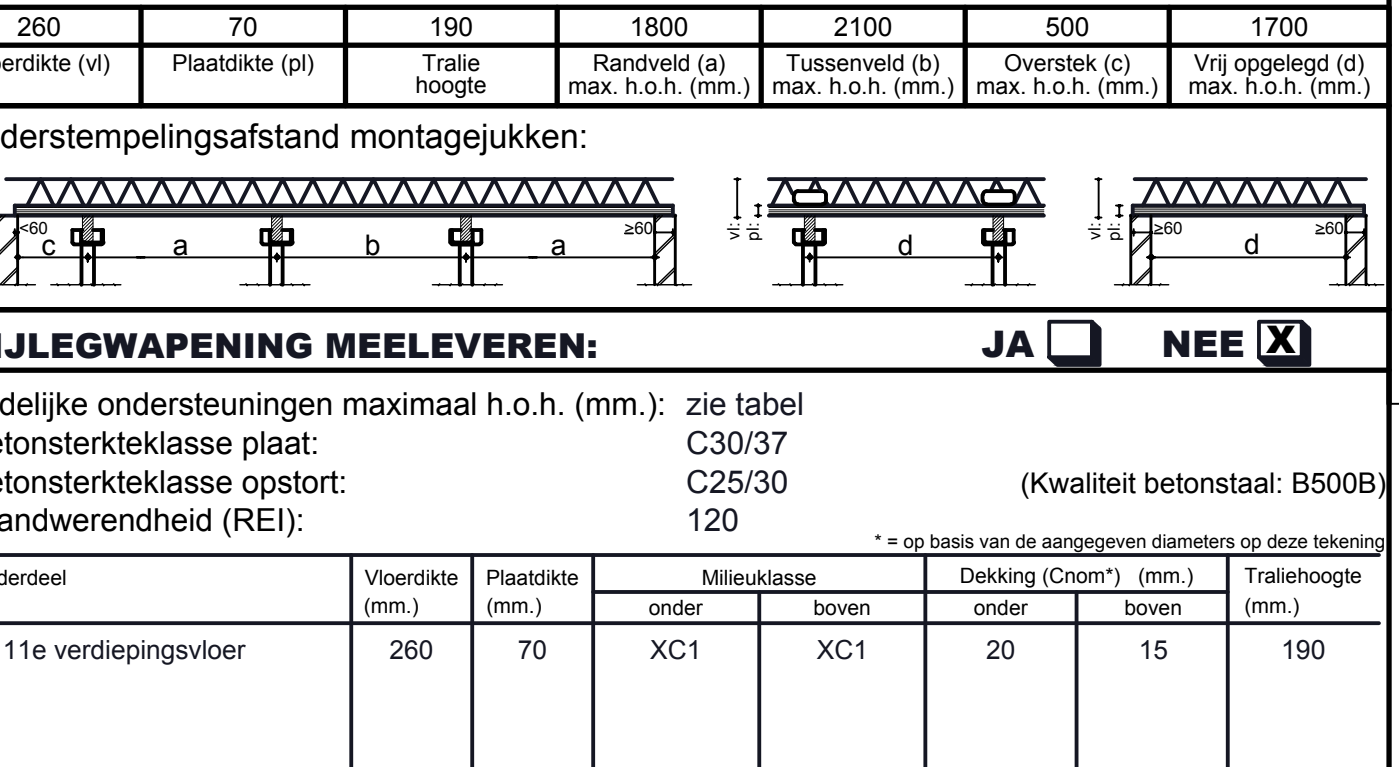 260 70 190 1800 2100 500 1700
erdikte (vl) Plaatdikte (pl) Tralie Randveld (a) Tussenveld (b) Overstek (c) Vrij opgelegd (d)
hoogte max. h.o.h. (mm.) max. h.o.h. (mm.) max. h.o.h. (mm.) max. h.o.h. (mm.)
derstempelingsafstand montagejukken:
vl: pl: vl: pl:
<60 ≥60 ≥60 ≥60
c a b a d d
IJLEGWAPENING MEELEVEREN: JA NEE X
delijke ondersteuningen maximaal h.o.h. (mm.): zie tabel
etonsterkteklasse plaat: C30/37
etonsterkteklasse opstort: C25/30 (Kwaliteit betonstaal: B500B)
andwerendheid (REI): 120
* = op basis van de aangegeven diameters op deze tekening
derdeel Vloerdikte Plaatdikte Milieuklasse Dekking (Cnom*) (mm.) Traliehoogte
(mm.) (mm.) onder boven onder boven (mm.)
11e verdiepingsvloer 260 70 XC1 XC1 20 15 190